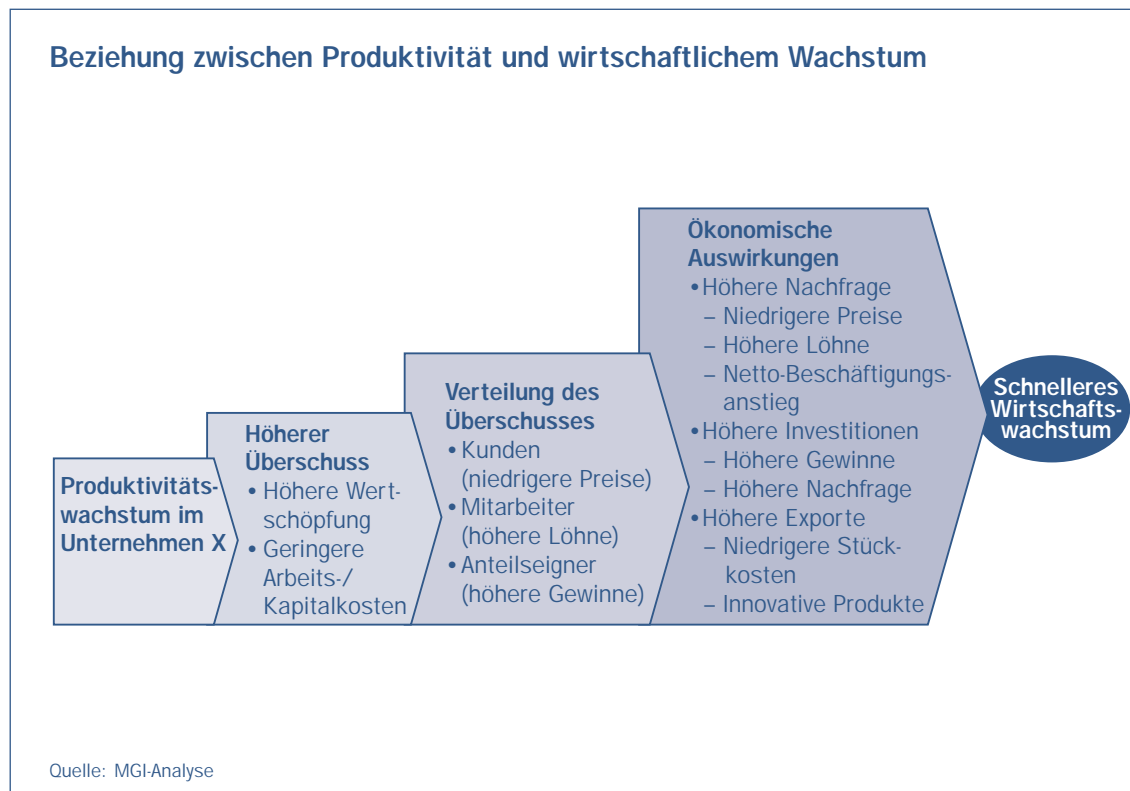 Beziehung zwischen Produktivität und wirtschaftlichem Wachstum
Produktivitäts-
wachstum im
Unternehmen X
Höherer
Überschuss
• Höhere Wert-
schöpfung
• Geringere
Arbeits-/
Kapitalkosten
Verteilung des
Überschusses
• Kunden
(niedrigere Preise)
• Mitarbeiter
(höhere Löhne)
• Anteilseigner
(höhere Gewinne)
Ökonomische
Auswirkungen
• Höhere Nachfrage
– Niedrigere Preise
– Höhere Löhne
– Netto-Beschäftigungs-
anstieg
• Höhere Investitionen
– Höhere Gewinne
– Höhere Nachfrage
• Höhere Exporte
– Niedrigere Stück-
kosten
– Innovative Produkte
Schnelleres
Wirtschafts-
wachstum
Quelle: MGI-Analyse